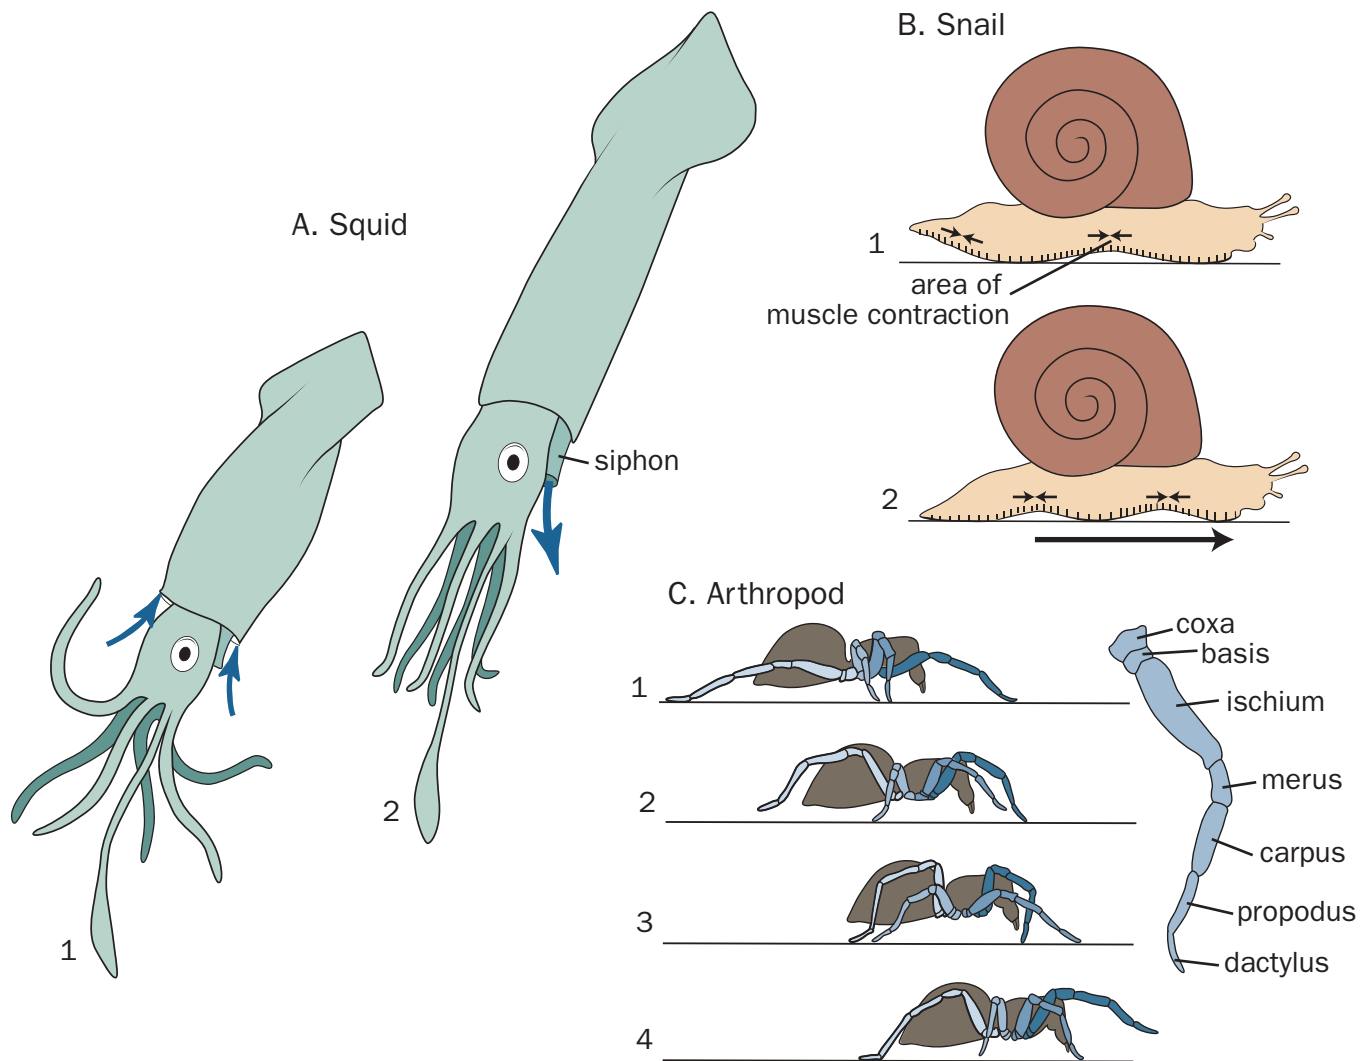 A. Squid
siphon
1
2
B. Snail
1
area of
muscle contraction
2
C. Arthropod
1
2
3
4
coxa
basis
ischium
merus
carpus
propodus
dactylus